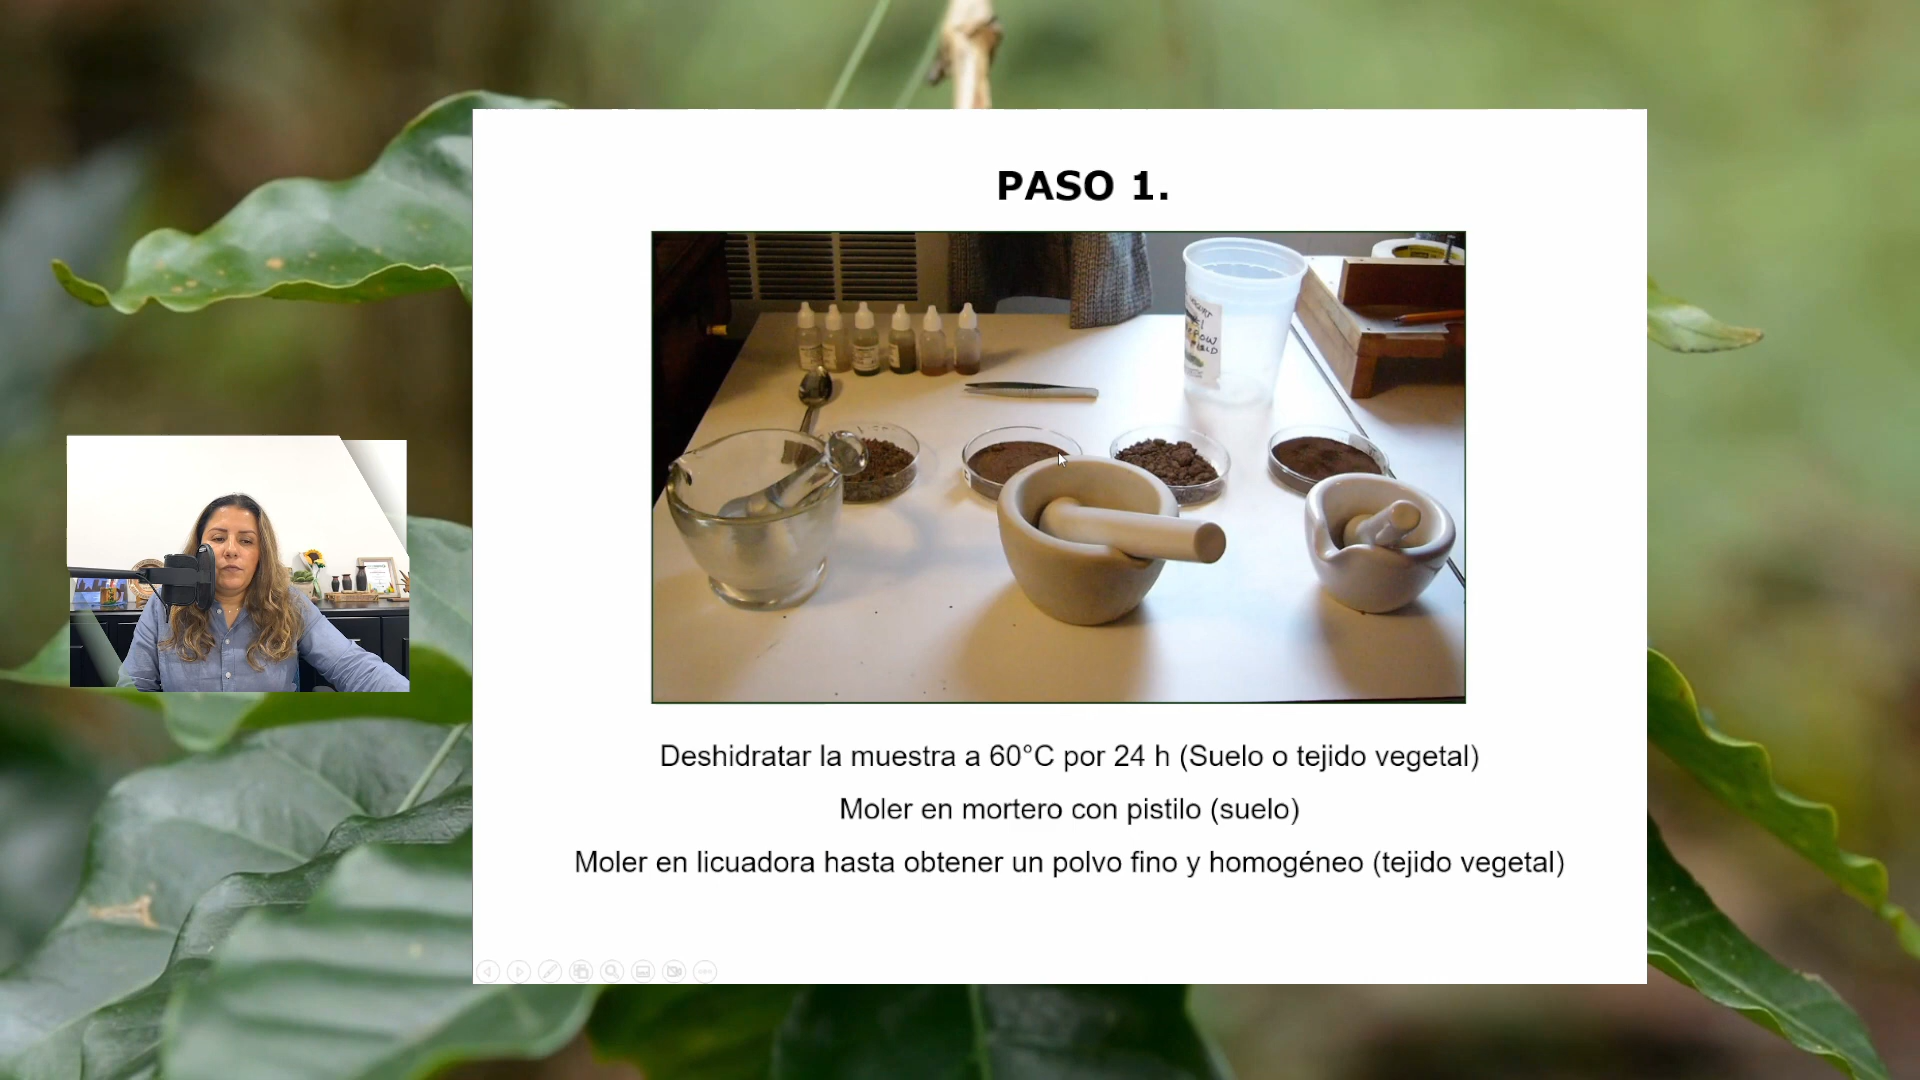 PASO 1.
Deshidratar la muestra a 60°C por 24 h (Suelo o tejido vegetal)
Moler en mortero con pistilo (suelo)
Moler en licuadora hasta obtener un polvo fino y homogéneo (tejido vegetal)